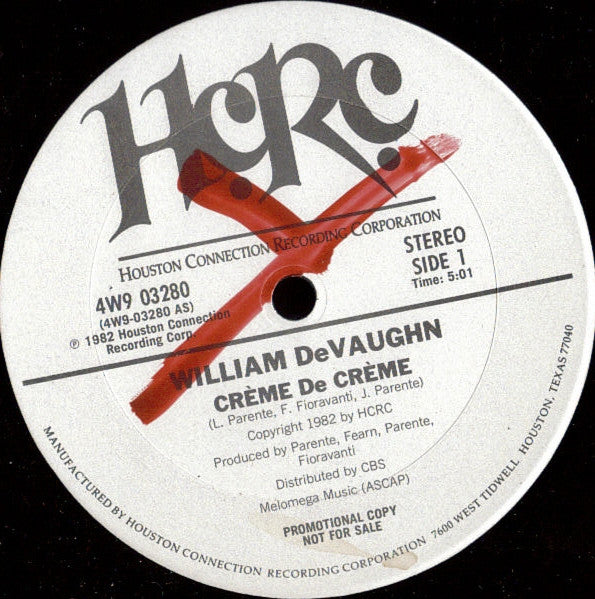 HCRC.
HOUSTON CONNECTION RECORDING CORPORATION
4W9 03280
(4W9-03280 AS)
℗ 1982 Houston Connection
Recording Corp.
STEREO
SIDE 1
Time: 5:01
WILLIAM DeVAUGHN
CRÈME De CRÈME
(L. Parente, F. Fioravanti, J. Parente)
Copyright 1982 by HCRC
Produced by Parente, Fearn, Parente,
Fioravanti
Distributed by CBS
Melomega Music (ASCAP)
PROMOTIONAL COPY
NOT FOR SALE
MANUFACTURED BY HOUSTON CONNECTION RECORDING CORPORATION 7600 WEST TIDWELL HOUSTON, TEXAS 77040